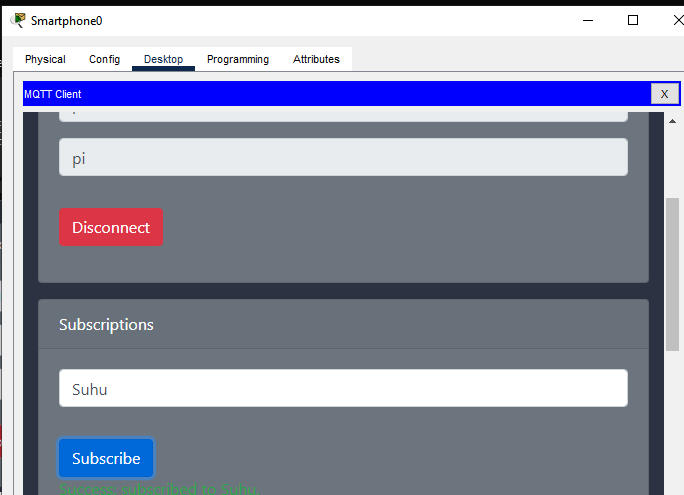 Smartphone0
Physical Config Desktop Programming Attributes
MQTT Client X
pi
Disconnect
Subscriptions
Suhu
Subscribe
Success subscribed to Suhu